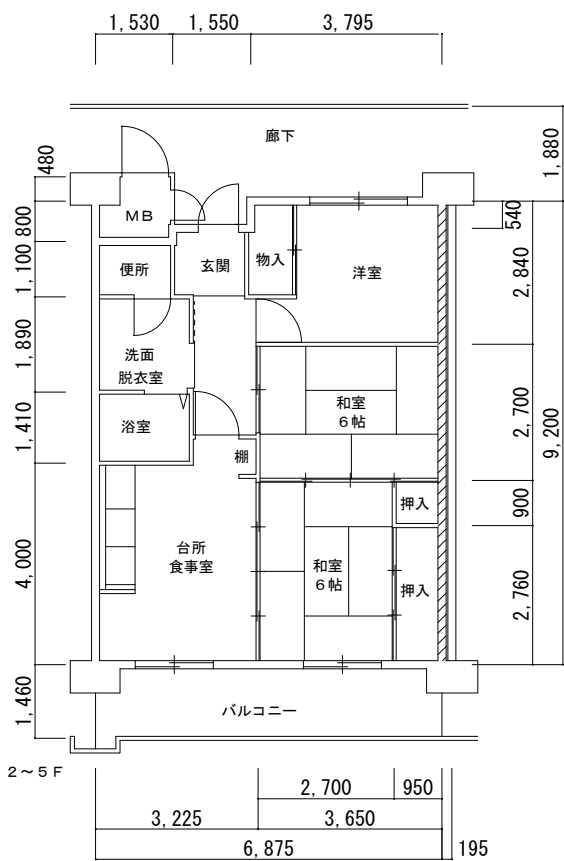 1,530 1,550 3,795
廊下
480
1,880
MB
800
540
便所
玄関
物入
洋室
1,100
2,840
洗面
脱衣室
1,890
和室
6帖
浴室
1,410
棚
2,700
9,200
押入
900
台所
食事室
和室
6帖
押入
4,000
2,760
バルコニー
1,460
2～5F
2,700 950
3,225 3,650
6,875 195